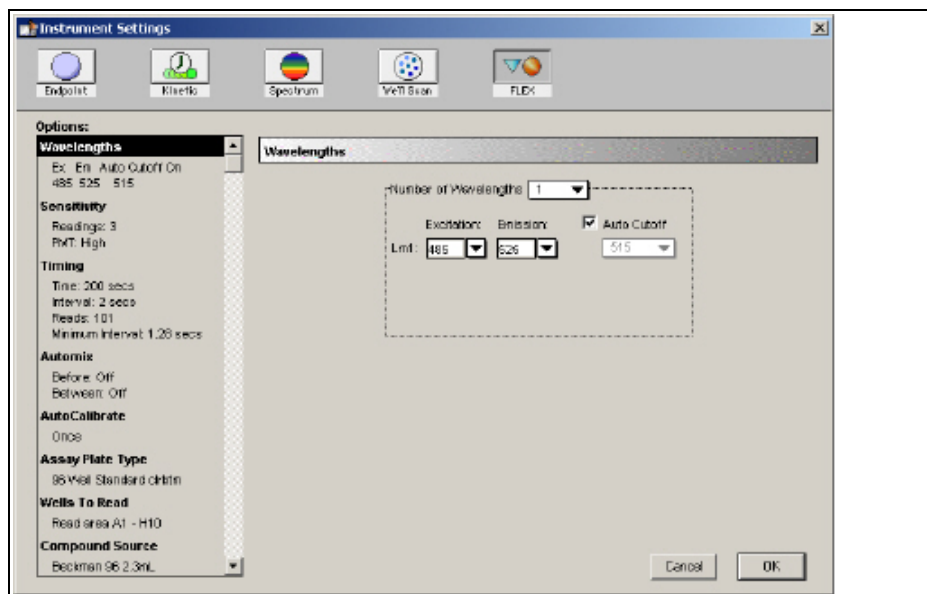 Instrument Settings
Endpoint Kinetic Spectrum Well Scan FLEX
Options:
Wavelengths
Ex Em Auto Cutoff On
485 525 515
Sensitivity
Readings: 3
PMT: High
Timing
Time: 200 secs
Interval: 2 secs
Reads: 101
Minimum Interval: 1.28 secs
Automix
Before: Off
Between: Off
AutoCalibrate
Once
Assay Plate Type
96 Well Standard clrbtm
Wells To Read
Read area A1 - H10
Compound Source
Beckman 96 2.3mL
Wavelengths
Number of Wavelengths 1
Excitation: Emission: Auto Cutoff
Lm1: 485 525 515
Cancel OK